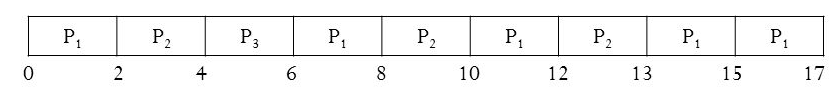 P₁ P₂ P₃ P₁ P₂ P₁ P₂ P₁ P₁
0 2 4 6 8 10 12 13 15 17